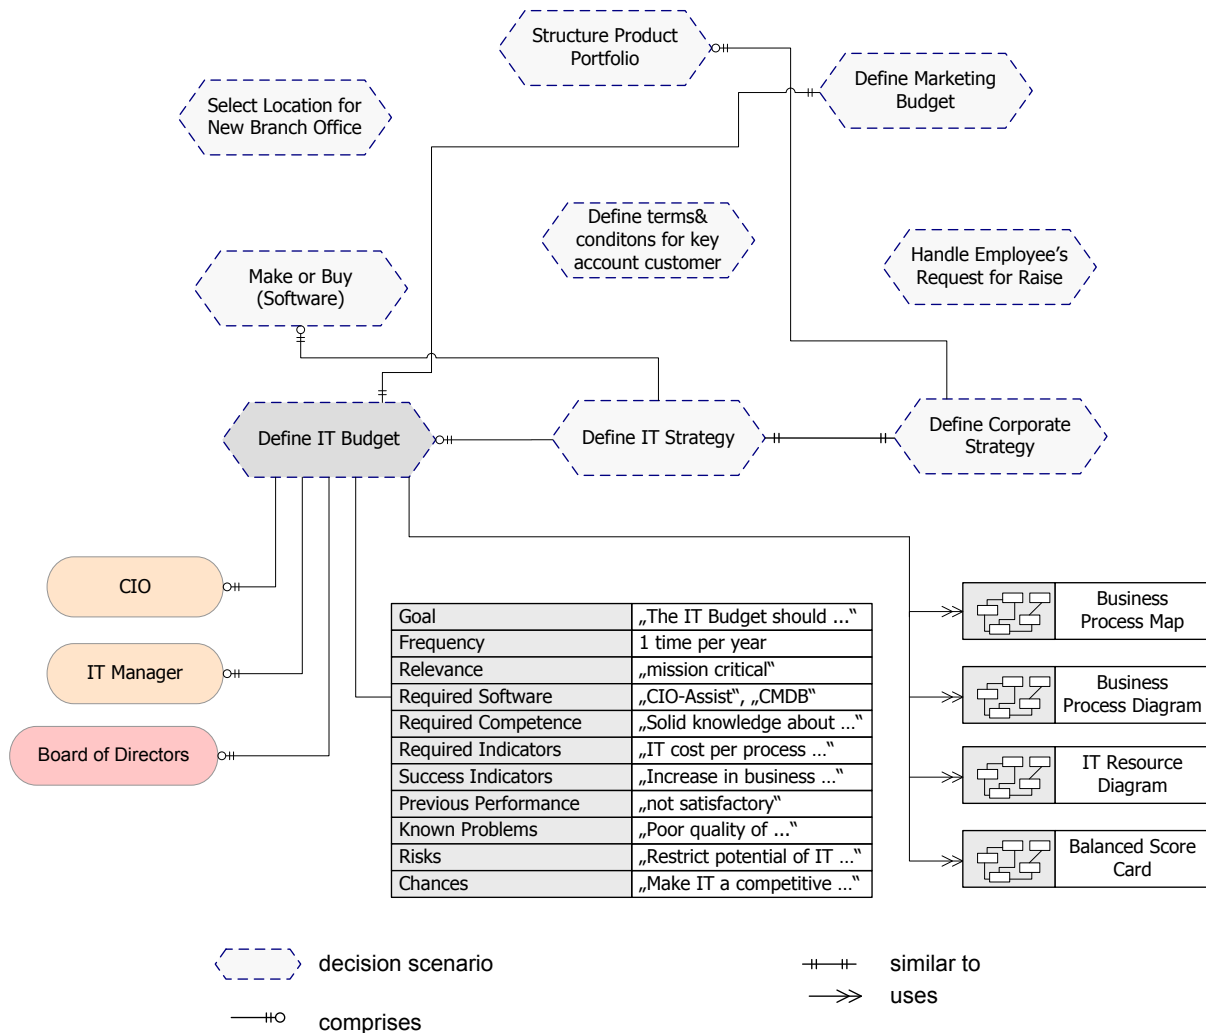 Structure Product
Portfolio
Define Marketing
Budget
Select Location for
New Branch Office
Define terms&
conditons for key
account customer
Handle Employee’s
Request for Raise
Make or Buy
(Software)
Define IT Budget
Define IT Strategy
Define Corporate
Strategy
CIO
IT Manager
Board of Directors
Goal „The IT Budget should ...“
Frequency 1 time per year
Relevance „mission critical“
Required Software „CIO-Assist“, „CMDB“
Required Competence „Solid knowledge about ...“
Required Indicators „IT cost per process ...“
Success Indicators „Increase in business ...“
Previous Performance „not satisfactory“
Known Problems „Poor quality of ...“
Risks „Restrict potential of IT ...“
Chances „Make IT a competitive ...“
Business
Process Map
Business
Process Diagram
IT Resource
Diagram
Balanced Score
Card
decision scenario
comprises
similar to
uses